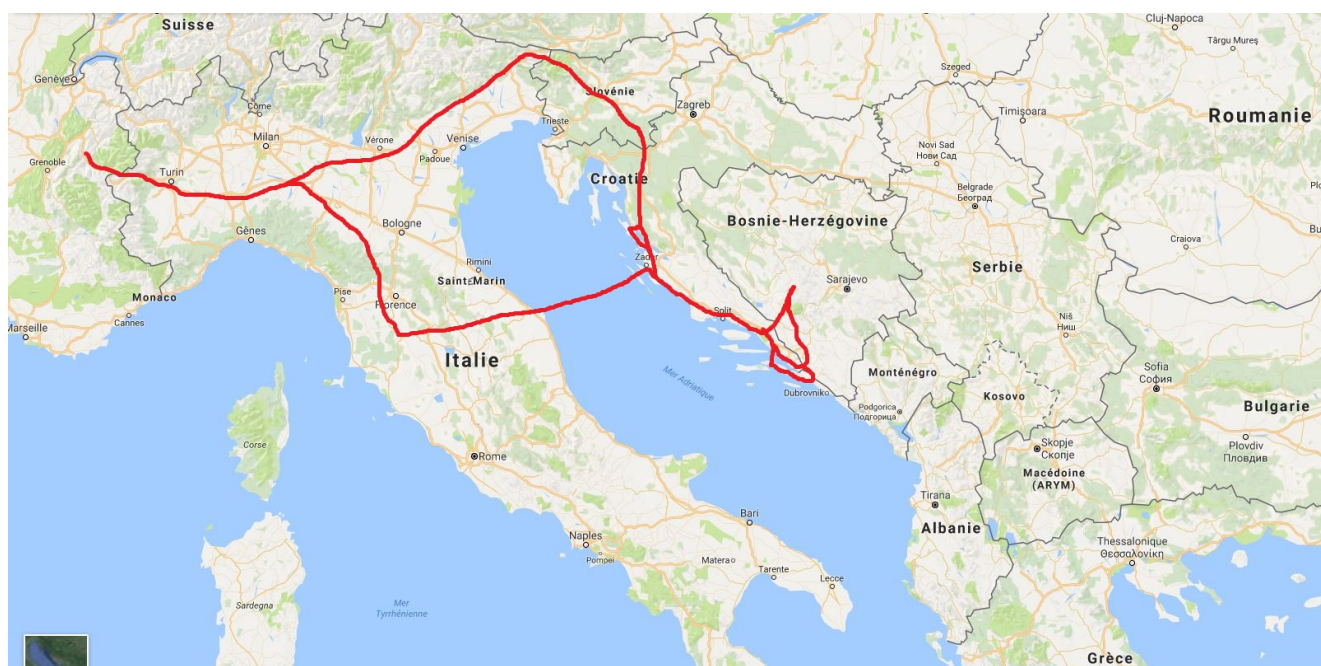 Suisse
Cluj-Napoca
Târgu Mureș
Genève
Szeged
Slovénie
Timișoara
Côme
Zagreb
Roumanie
Milan
Vérone
Venise
Trieste
Padoue
Novi Sad
Нови Сад
Grenoble
Turin
Croatie
Belgrade
Београд
Bosnie-Herzégovine
Bologne
Gênes
Craiova
Zadar
Rimini
Serbie
Saint-Marin
Sarajevo
Monaco
Pise
Florence
Cannes
Split
Niš
Ниш
Marseille
Italie
Monténégro
Sofia
София
Mer Adriatique
Dubrovnik
Kosovo
Podgorica
Подгорица
Bulgarie
Corse
Skopje
Скопје
Plovdiv
Пловдив
Rome
Macédoine
(ARYM)
Tirana
Bari
Albanie
Naples
Thessalonique
Θεσσαλονίκη
Pompei
Matera
Tarente
Lecce
Sardegna
Mer
Tyrrhénienne
Grèce